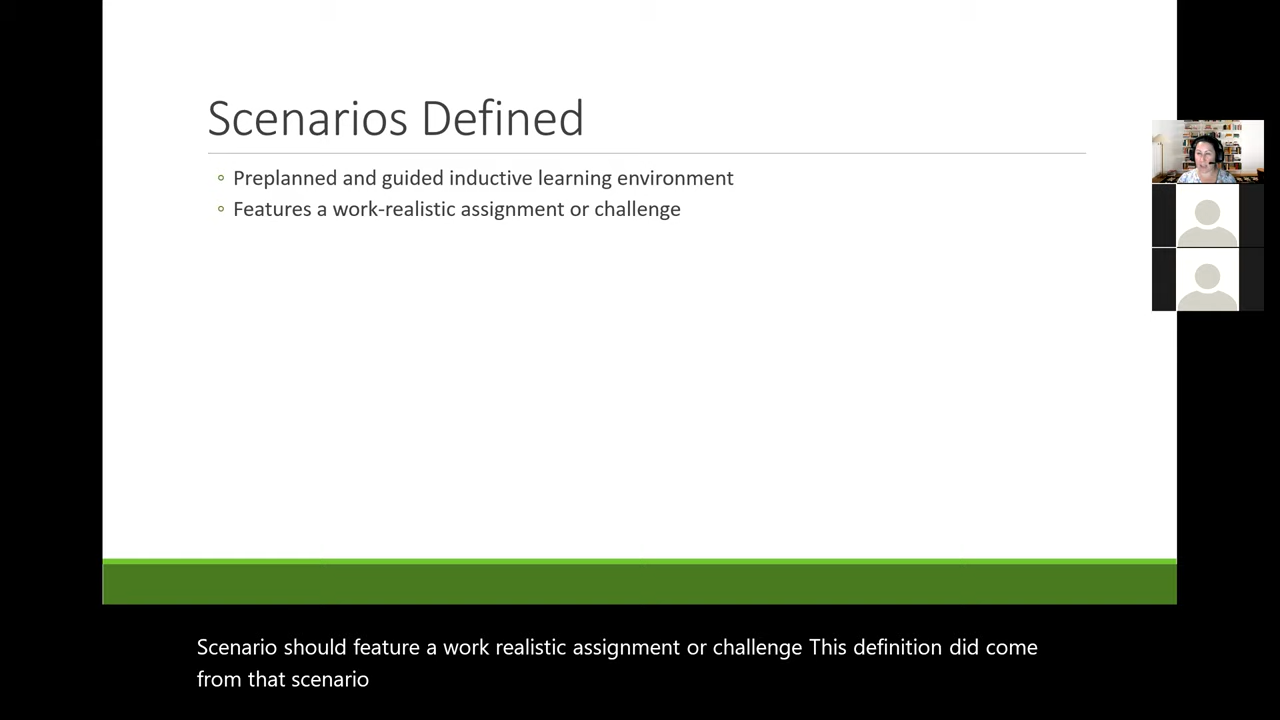 Scenarios Defined
Preplanned and guided inductive learning environment
Features a work-realistic assignment or challenge
Scenario should feature a work realistic assignment or challenge This definition did come
from that scenario